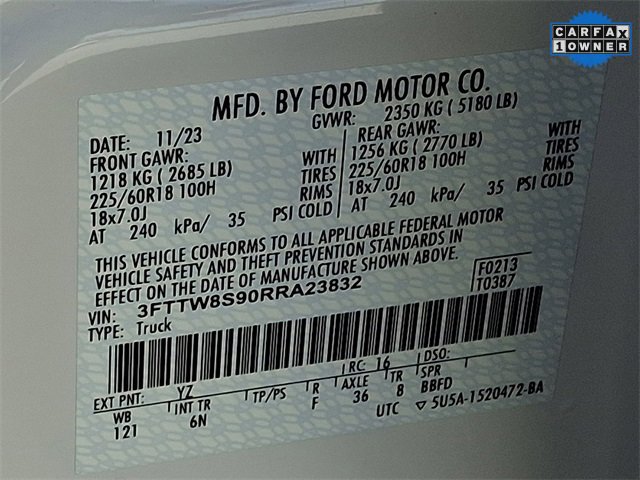 CARFAX
1 OWNER
MFD. BY FORD MOTOR CO.
DATE: 11/23 GVWR: 2350 KG ( 5180 LB)
FRONT GAWR: WITH REAR GAWR: WITH
1218 KG ( 2685 LB) TIRES 1256 KG ( 2770 LB) TIRES
225/60R18 100H RIMS 225/60R18 100H RIMS
18x7.0J 18x7.0J
AT 240 kPa/ 35 PSI COLD AT 240 kPa/ 35 PSI COLD
THIS VEHICLE CONFORMS TO ALL APPLICABLE FEDERAL MOTOR
VEHICLE SAFETY AND THEFT PREVENTION STANDARDS IN
EFFECT ON THE DATE OF MANUFACTURE SHOWN ABOVE.
VIN: 3FTTW8S90RRA23832 F0213
TYPE: Truck T0387
EXT PNT: YZ RC: 16 DSO:
WB INT TR TP/PS R AXLE TR SPR
121 6N F 36 8 BBFD
UTC ▽ 5U5A-1520472-BA